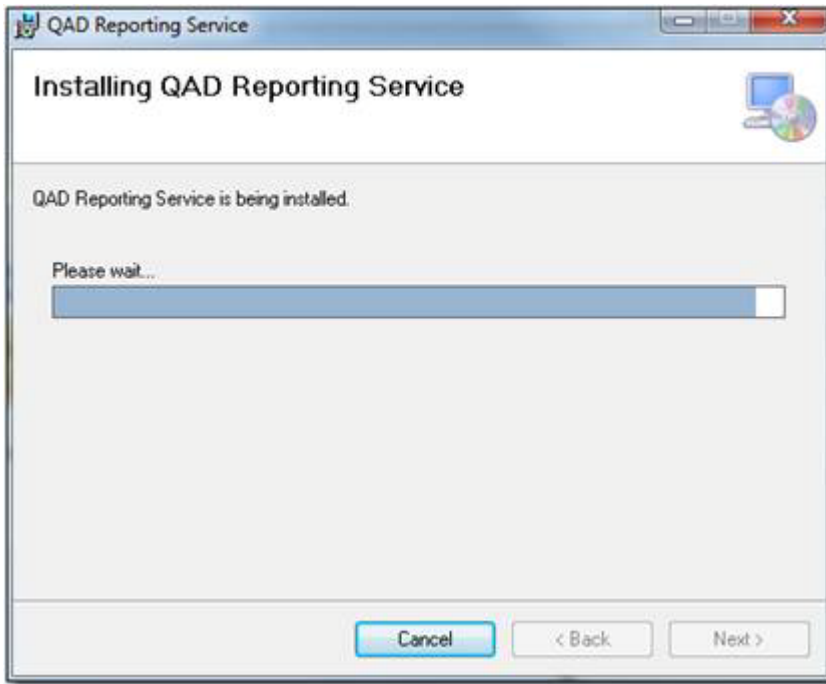 QAD Reporting Service
Installing QAD Reporting Service
QAD Reporting Service is being installed.
Please wait...
Cancel
< Back
Next >